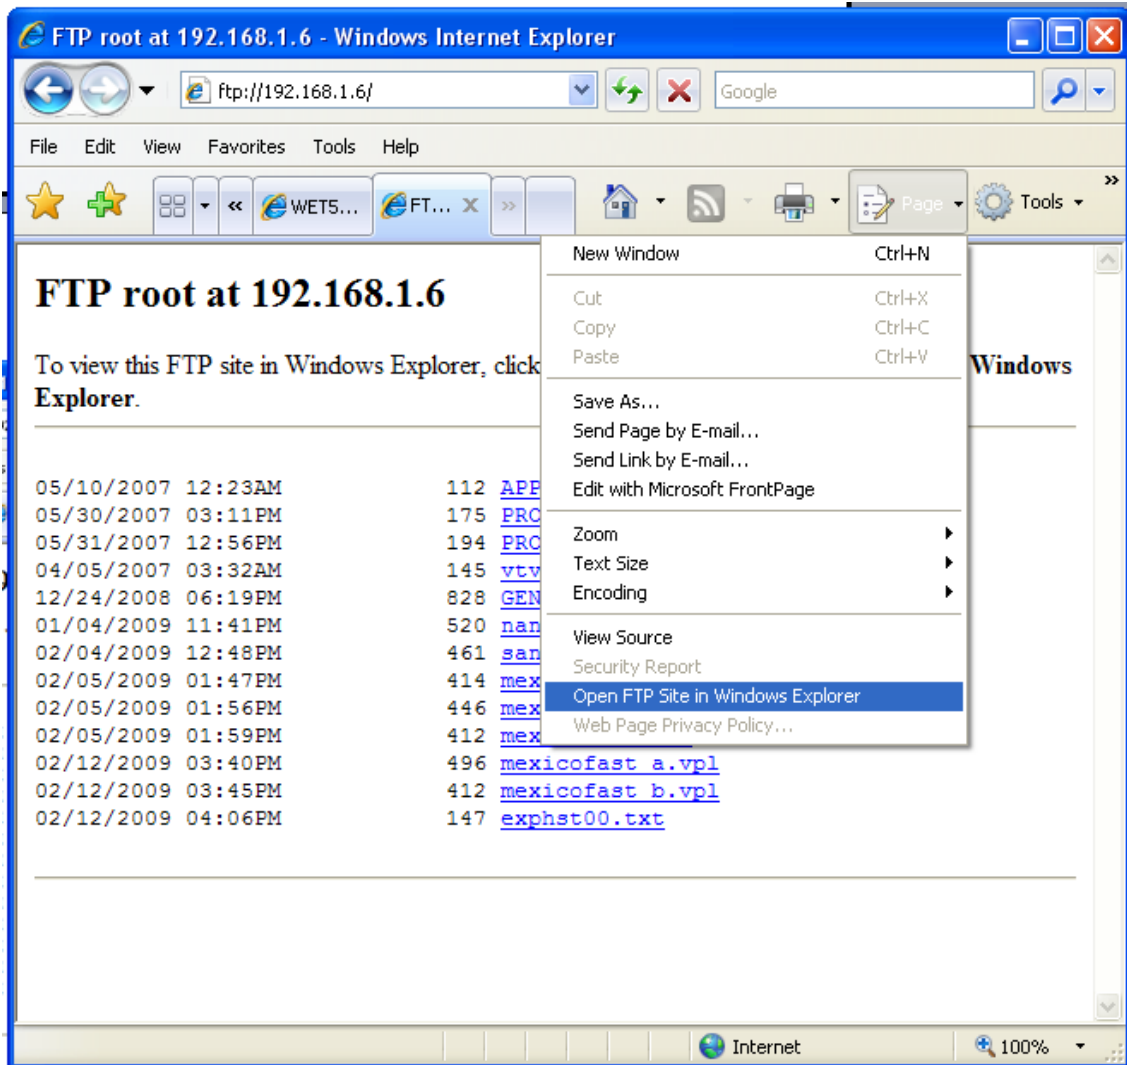 FTP root at 192.168.1.6 - Windows Internet Explorer
ftp://192.168.1.6/
Google
File Edit View Favorites Tools Help
« WET5... FT... X » Page Tools »
New Window Ctrl+N
Cut Ctrl+X
Copy Ctrl+C
Paste Ctrl+V
Save As...
Send Page by E-mail...
Send Link by E-mail...
Edit with Microsoft FrontPage
Zoom
Text Size
Encoding
View Source
Security Report
Open FTP Site in Windows Explorer
Web Page Privacy Policy...
FTP root at 192.168.1.6
To view this FTP site in Windows Explorer, click Windows
Explorer.
05/10/2007 12:23AM 112 APP
05/30/2007 03:11PM 175 PRO
05/31/2007 12:56PM 194 PRO
04/05/2007 03:32AM 145 vtv
12/24/2008 06:19PM 828 GEN
01/04/2009 11:41PM 520 nan
02/04/2009 12:48PM 461 san
02/05/2009 01:47PM 414 mex
02/05/2009 01:56PM 446 mex
02/05/2009 01:59PM 412 mex
02/12/2009 03:40PM 496 mexicofast a.vpl
02/12/2009 03:45PM 412 mexicofast b.vpl
02/12/2009 04:06PM 147 exphst00.txt
Internet 100%